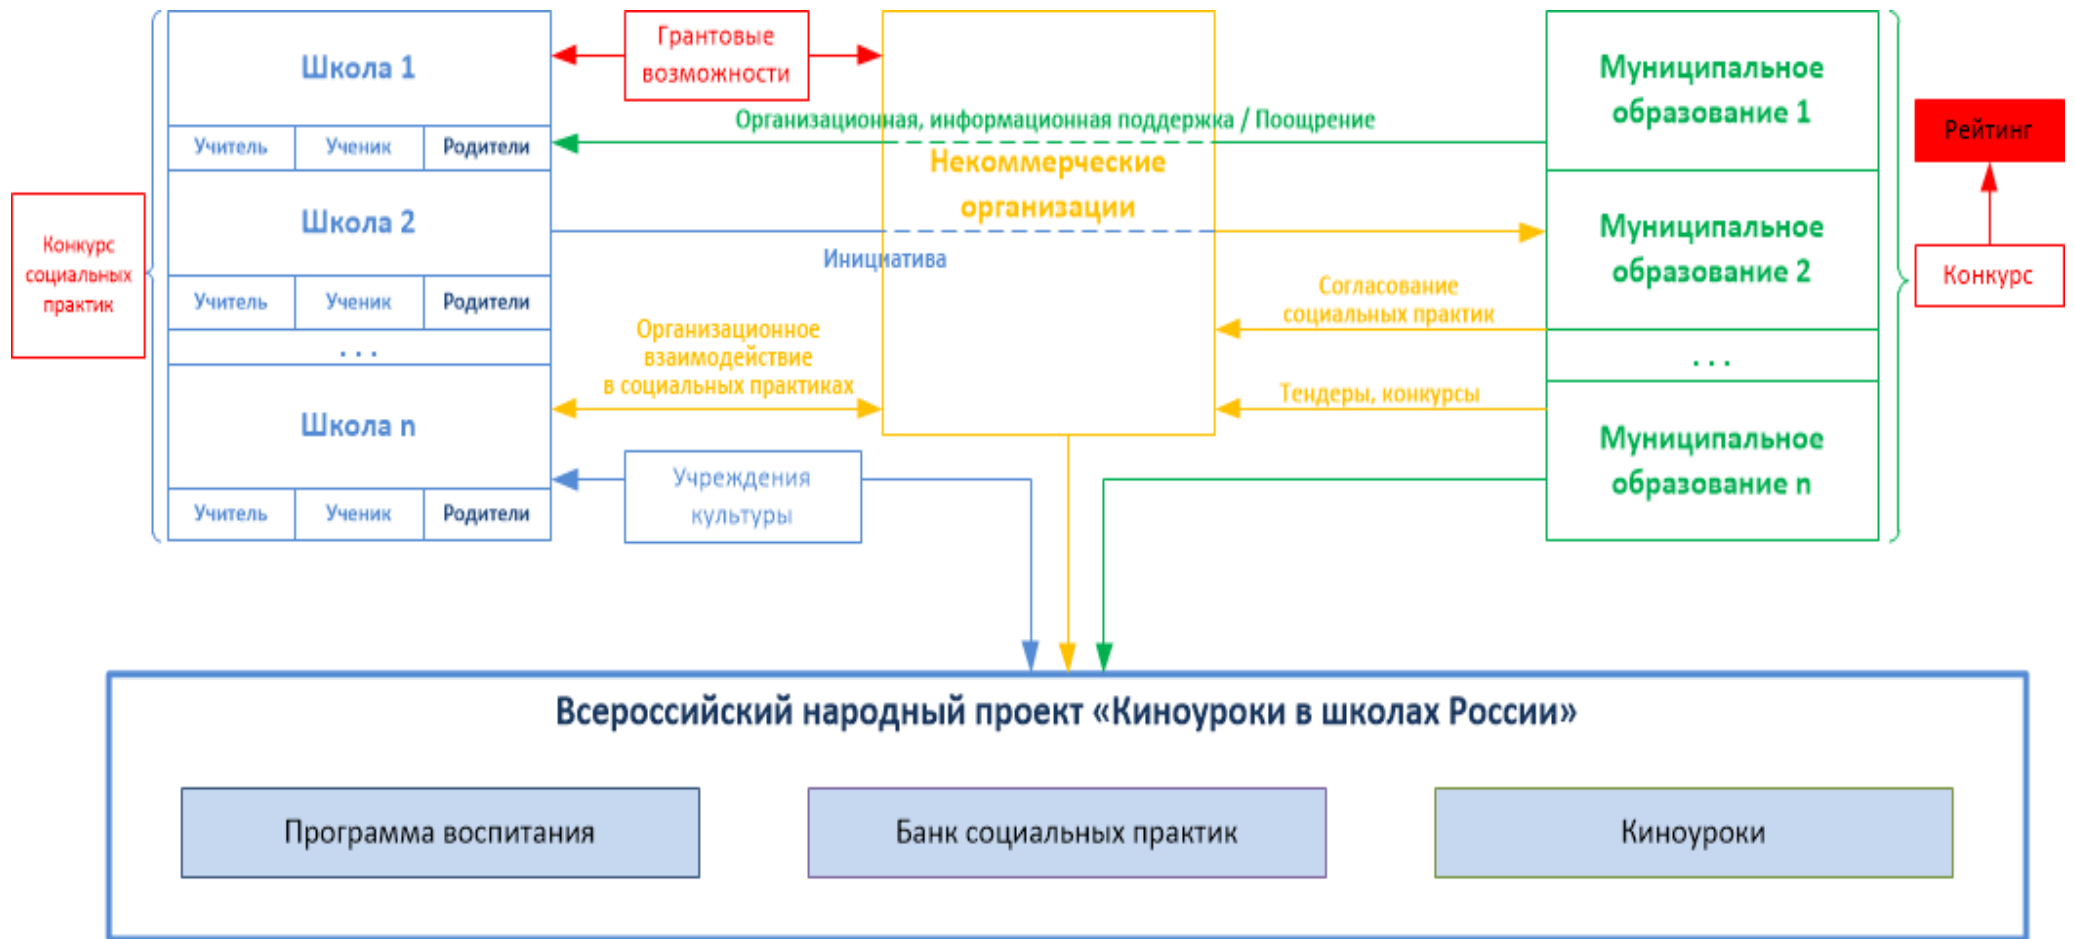 Школа 1
Учитель
Ученик
Родители
Школа 2
Учитель
Ученик
Родители
. . .
Школа n
Учитель
Ученик
Родители
Конкурс
социальных
практик
Грантовые
возможности
Организационная, информационная поддержка / Поощрение
Некоммерческие
организации
Инициатива
Организационное
взаимодействие
в социальных практиках
Согласование
социальных практик
Тендеры, конкурсы
Учреждения
культуры
Муниципальное
образование 1
Муниципальное
образование 2
. . .
Муниципальное
образование n
Рейтинг
Конкурс
Всероссийский народный проект «Киноуроки в школах России»
Программа воспитания
Банк социальных практик
Киноуроки